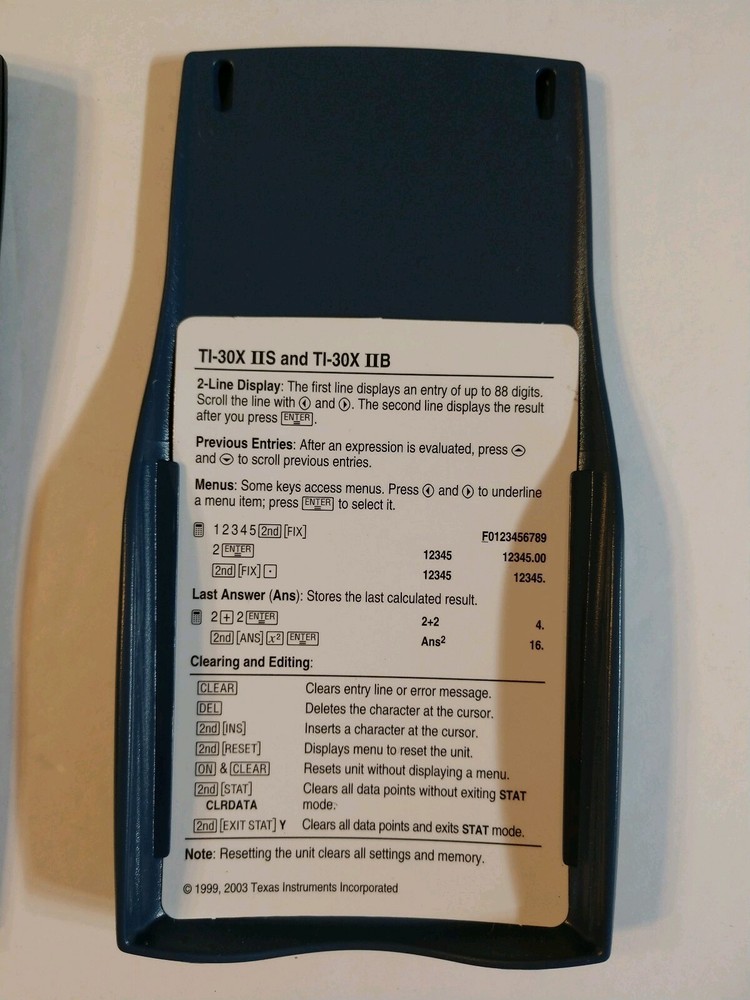 TI-30X IIS and TI-30X IIB
2-Line Display: The first line displays an entry of up to 88 digits.
Scroll the line with ◀ and ▶. The second line displays the result
after you press ENTER.
Previous Entries: After an expression is evaluated, press ▲
and ▼ to scroll previous entries.
Menus: Some keys access menus. Press ◀ and ▶ to underline
a menu item; press ENTER to select it.
12345 2nd [FIX] F0123456789
2 ENTER 12345 12345.00
2nd [FIX] . 12345 12345.
Last Answer (Ans): Stores the last calculated result.
2 + 2 ENTER 2+2 4.
2nd [ANS] x² ENTER Ans² 16.
Clearing and Editing:
CLEAR Clears entry line or error message.
DEL Deletes the character at the cursor.
2nd [INS] Inserts a character at the cursor.
2nd [RESET] Displays menu to reset the unit.
ON & CLEAR Resets unit without displaying a menu.
2nd [STAT] Clears all data points without exiting STAT
CLRDATA mode.
2nd [EXIT STAT] Y Clears all data points and exits STAT mode.
Note: Resetting the unit clears all settings and memory.
© 1999, 2003 Texas Instruments Incorporated